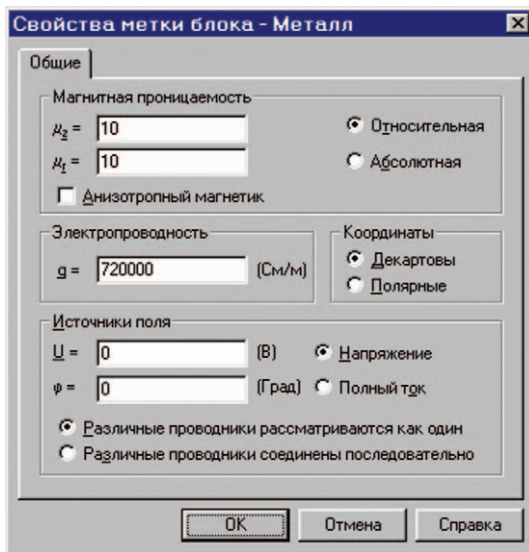 Свойства метки блока - Металл
Общие
Магнитная проницаемость
μ₂ = 10
μ₁ = 10
Относительная
Абсолютная
Анизотропный магнетик
Электропроводность
g = 720000 (См/м)
Координаты
Декартовы
Полярные
Источники поля
U = 0 (В)
φ = 0 (Град)
Напряжение
Полный ток
Различные проводники рассматриваются как один
Различные проводники соединены последовательно
OK Отмена Справка